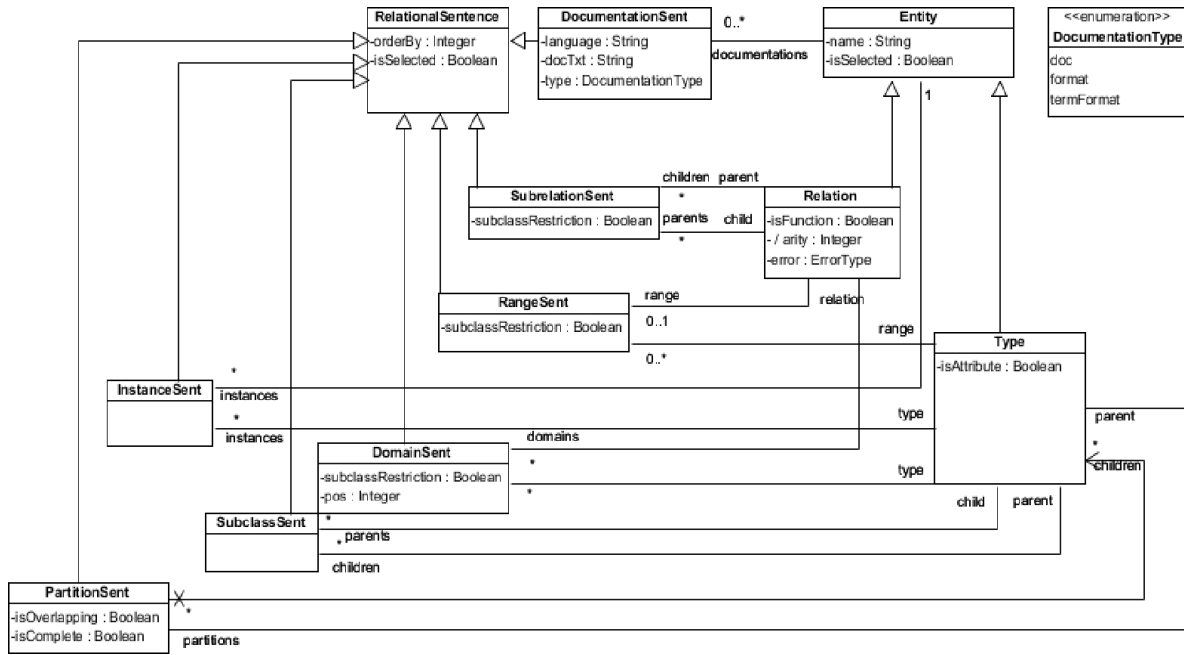 RelationalSentence
-orderBy : Integer
-isSelected : Boolean
DocumentationSent
-language : String
-docTxt : String
-type : DocumentationType
0..*
documentations
Entity
-name : String
-isSelected : Boolean
1
<<enumeration>>
DocumentationType
doc
format
termFormat
SubrelationSent
-subclassRestriction : Boolean
children parent
*
parents child
*
Relation
-isFunction : Boolean
-/ arity : Integer
-error : ErrorType
RangeSent
-subclassRestriction : Boolean
range
relation
0..1
range
0..*
Type
-isAttribute : Boolean
InstanceSent
*
instances
*
instances
type
parent
domains
*
children
DomainSent
-subclassRestriction : Boolean
-pos : Integer
*
*
type
child
parent
SubclassSent
*
parents
*
children
PartitionSent
-isOverlapping : Boolean
-isComplete : Boolean
*
partitions